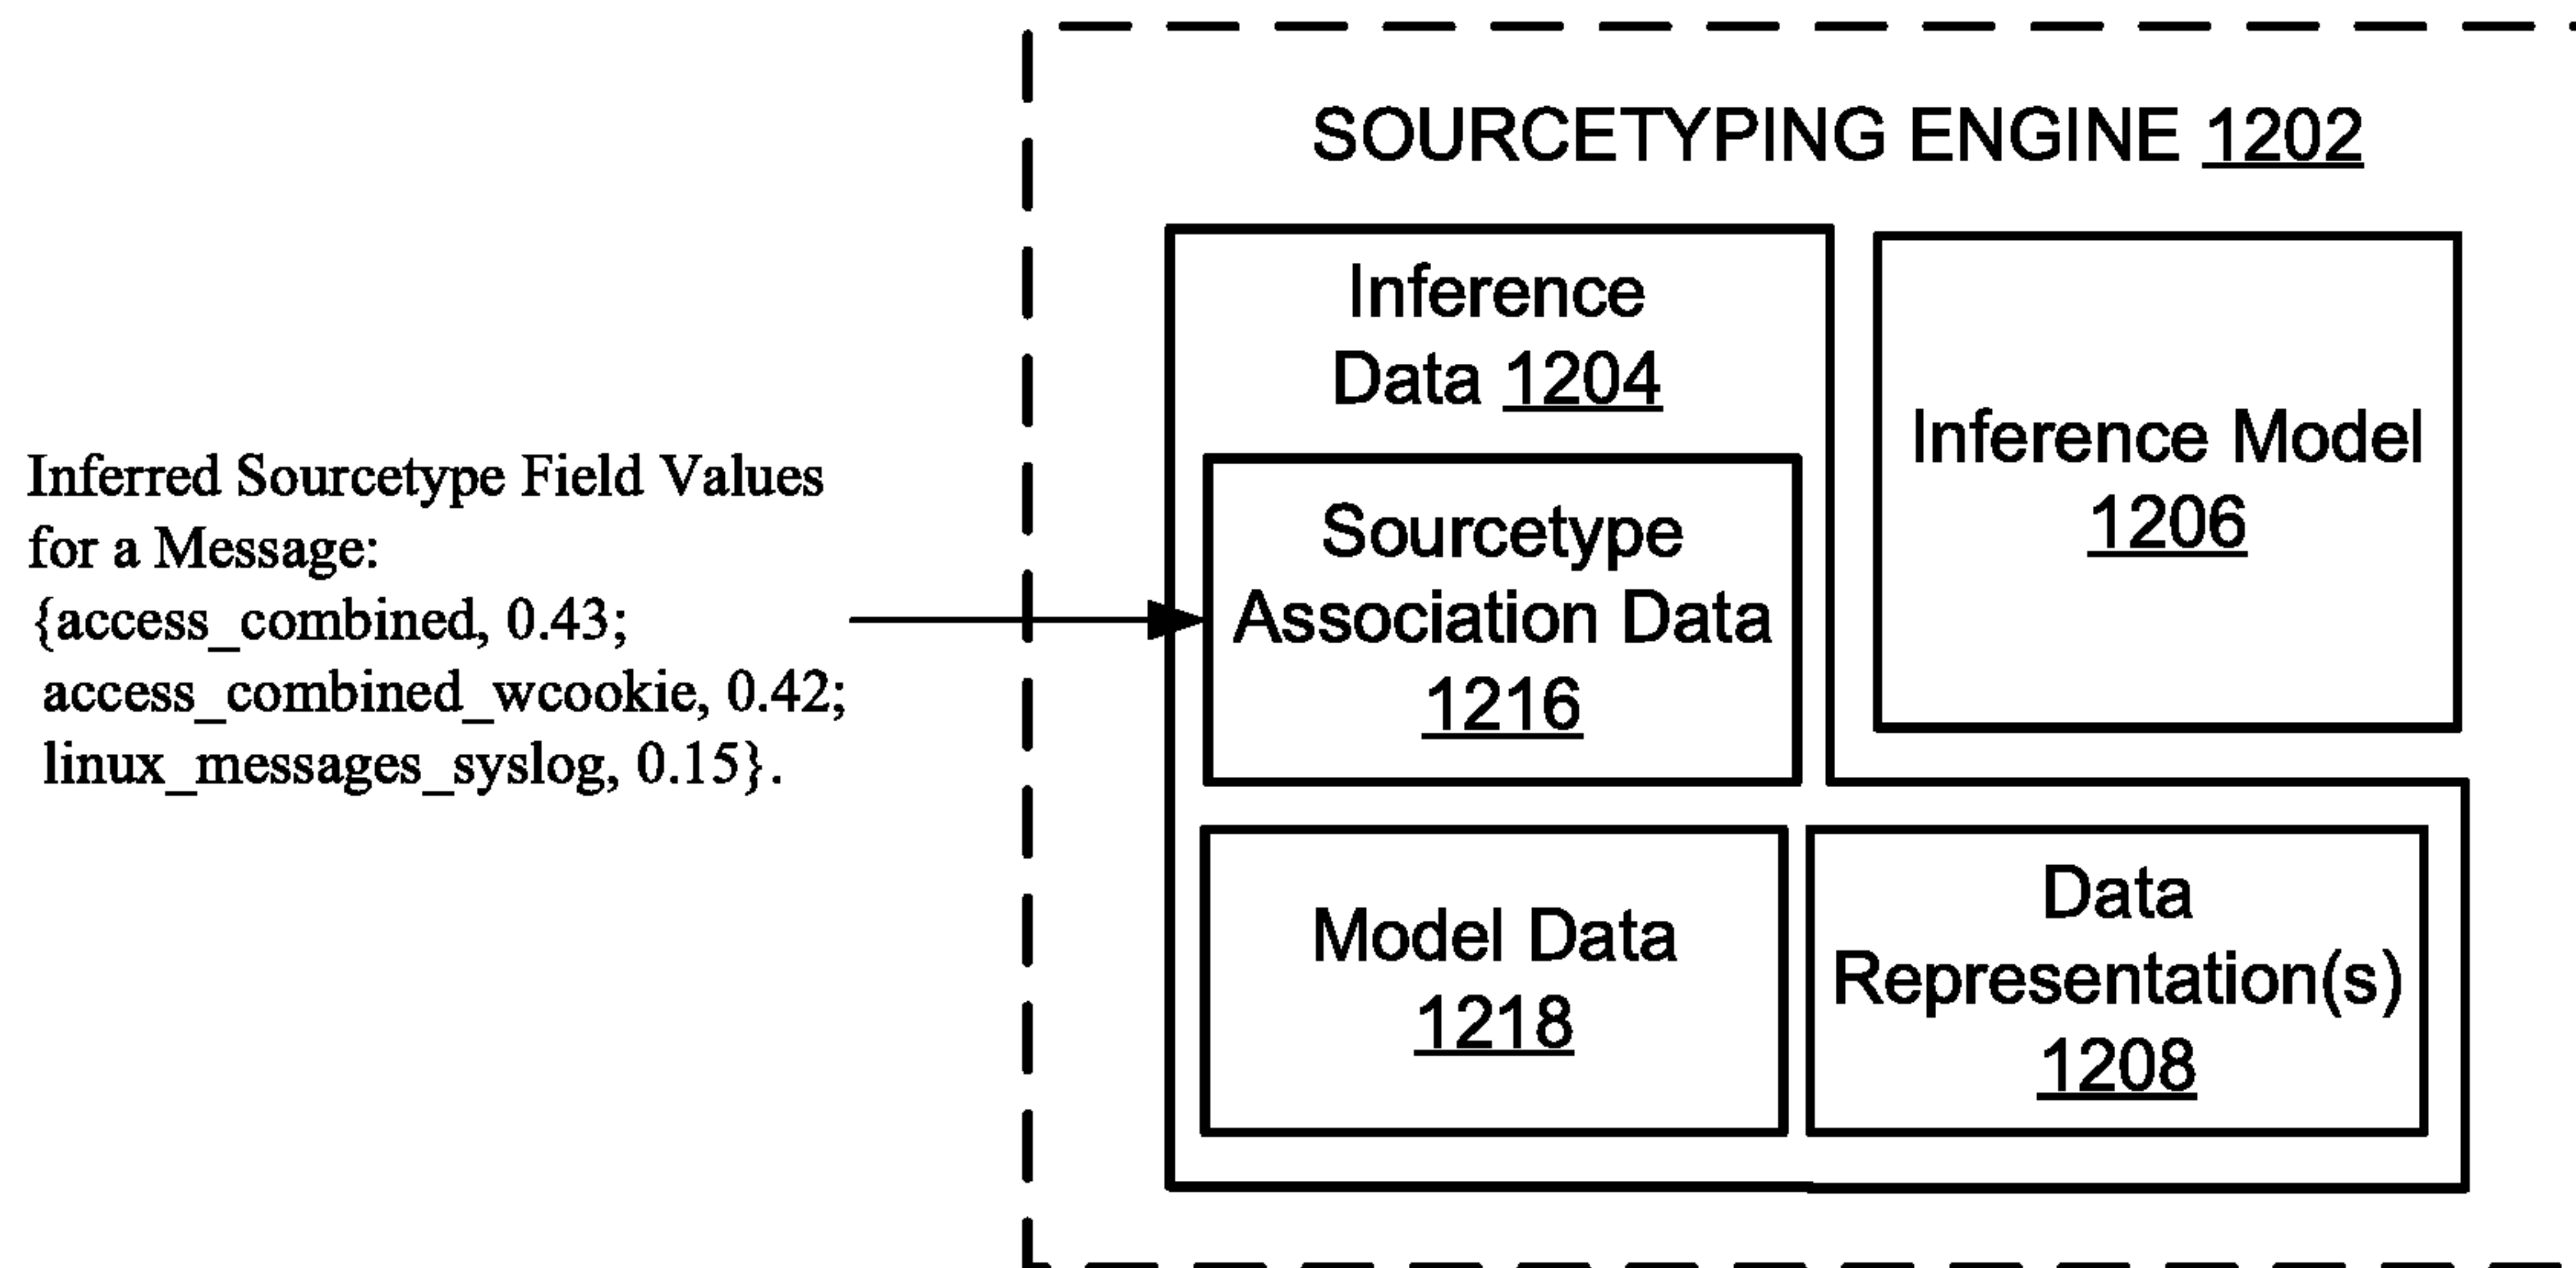 Inferred Sourcetype Field Values
for a Message:
{access_combined, 0.43;
access_combined_wcookie, 0.42;
linux_messages_syslog, 0.15}.
SOURCETYPING ENGINE 1202
Inference
Data 1204
Sourcetype
Association Data
1216
Inference Model
1206
Model Data
1218
Data
Representation(s)
1208